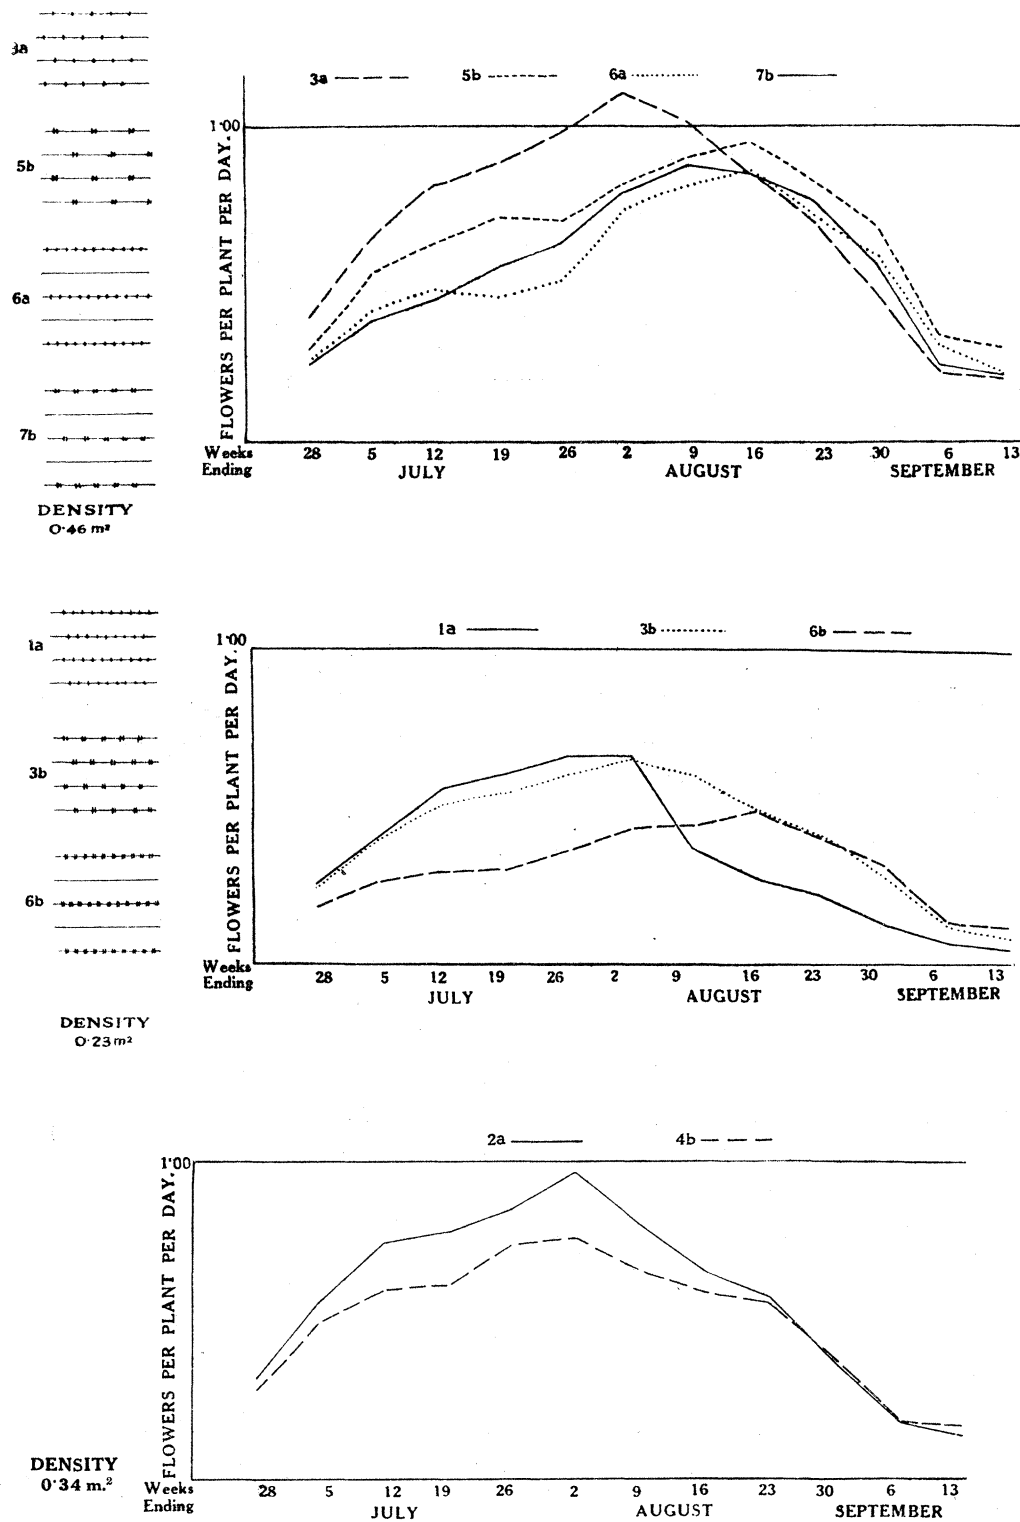 3a
5b
6a
7b
DENSITY
0·46 m²
3a 5b 6a 7b
1·00
FLOWERS PER PLANT PER DAY.
Weeks Ending
28 5 12 19 26 2 9 16 23 30 6 13
JULY AUGUST SEPTEMBER
1a
3b
6b
DENSITY
0·23 m²
1a 3b 6b
1·00
FLOWERS PER PLANT PER DAY.
Weeks Ending
28 5 12 19 26 2 9 16 23 30 6 13
JULY AUGUST SEPTEMBER
2a 4b
1·00
FLOWERS PER PLANT PER DAY.
DENSITY
0·34 m.²
Weeks Ending
28 5 12 19 26 2 9 16 23 30 6 13
JULY AUGUST SEPTEMBER